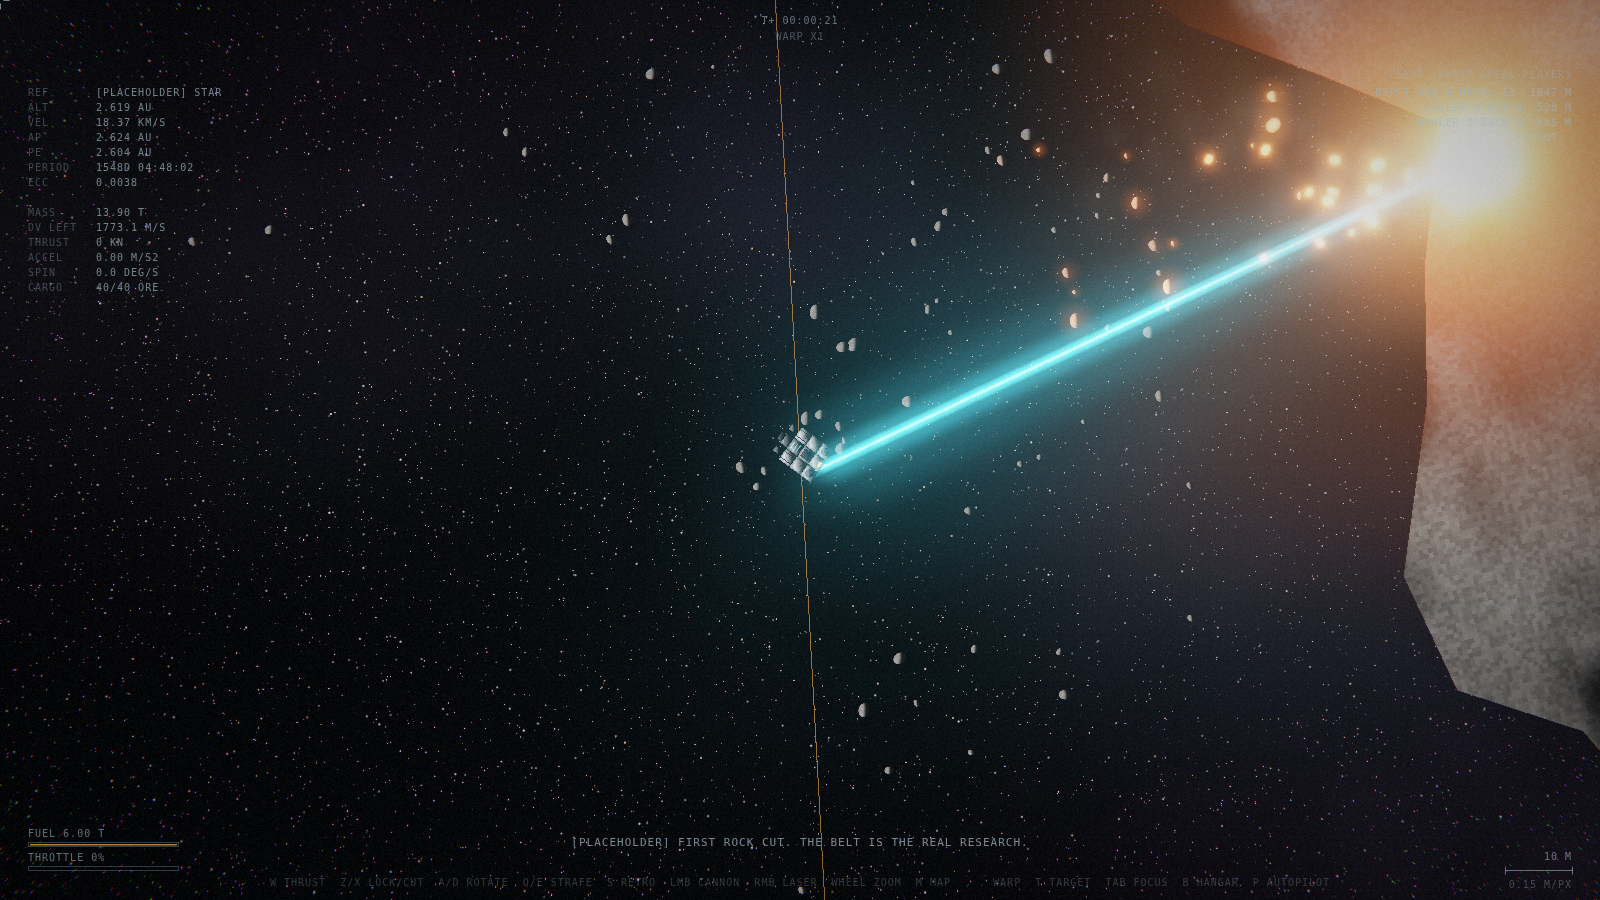 T+ 00:00:21
WARP X1
REF [PLACEHOLDER] STAR
ALT 2.619 AU
VEL 18.37 KM/S
AP 2.624 AU
PE 2.604 AU
PERIOD 1548D 04:48:02
ECC 0.0038
MASS 13.90 T
DV LEFT 1773.1 M/S
THRUST 0 KN
ACCEL 0.00 M/S2
SPIN 0.0 DEG/S
CARGO 40/40 ORE
1047 M
520 M
FUEL 6.00 T
THROTTLE 0%
[PLACEHOLDER] FIRST ROCK CUT. THE BELT IS THE REAL RESEARCH.
W THRUST Z/X LOCK/CUT A/D ROTATE Q/E STRAFE S RETRO LMB CANNON RMB LASER WHEEL ZOOM M MAP , . WARP T TARGET TAB FOCUS B HANGAR P AUTOPILOT
10 M
0.15 M/PX